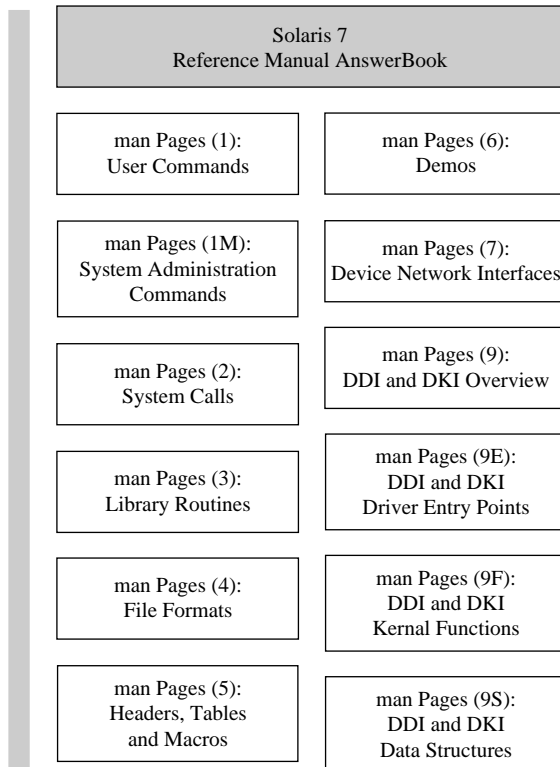 Solaris 7
Reference Manual AnswerBook
man Pages (1):
User Commands
man Pages (1M):
System Administration
Commands
man Pages (2):
System Calls
man Pages (3):
Library Routines
man Pages (4):
File Formats
man Pages (5):
Headers, Tables
and Macros
man Pages (6):
Demos
man Pages (7):
Device Network Interfaces
man Pages (9):
DDI and DKI Overview
man Pages (9E):
DDI and DKI
Driver Entry Points
man Pages (9F):
DDI and DKI
Kernal Functions
man Pages (9S):
DDI and DKI
Data Structures